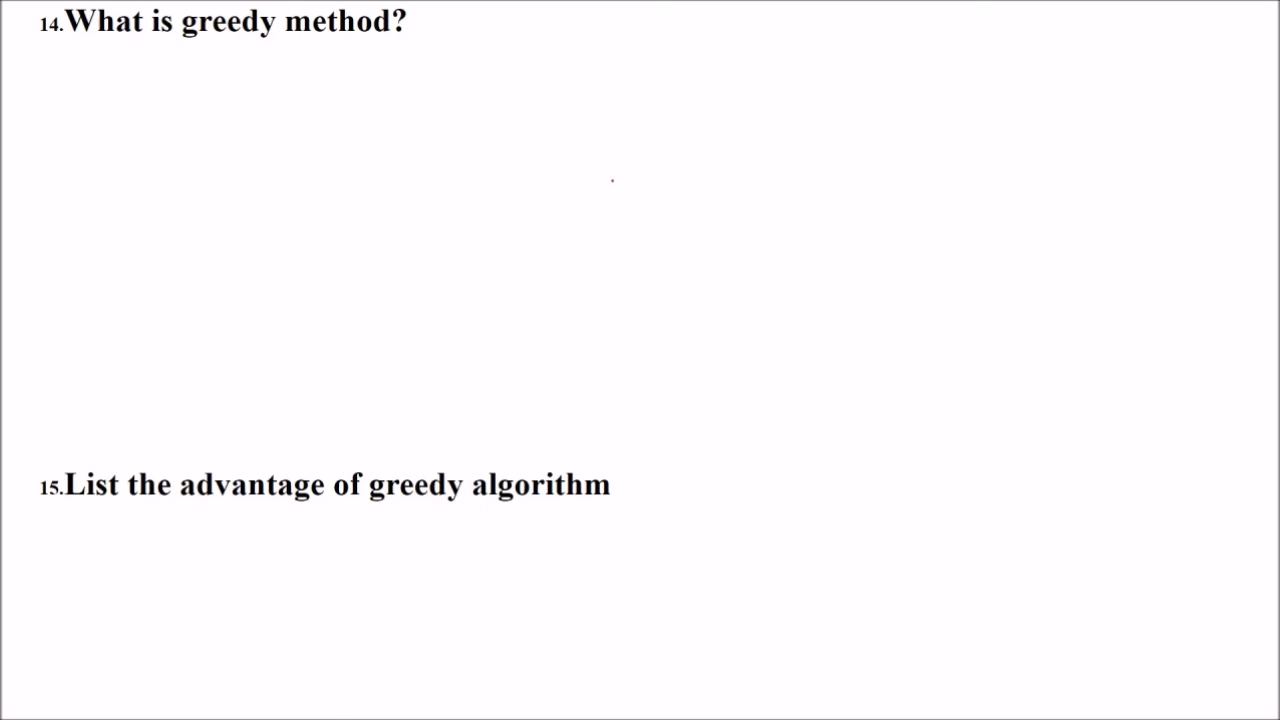 14.What is greedy method?
15.List the advantage of greedy algorithm